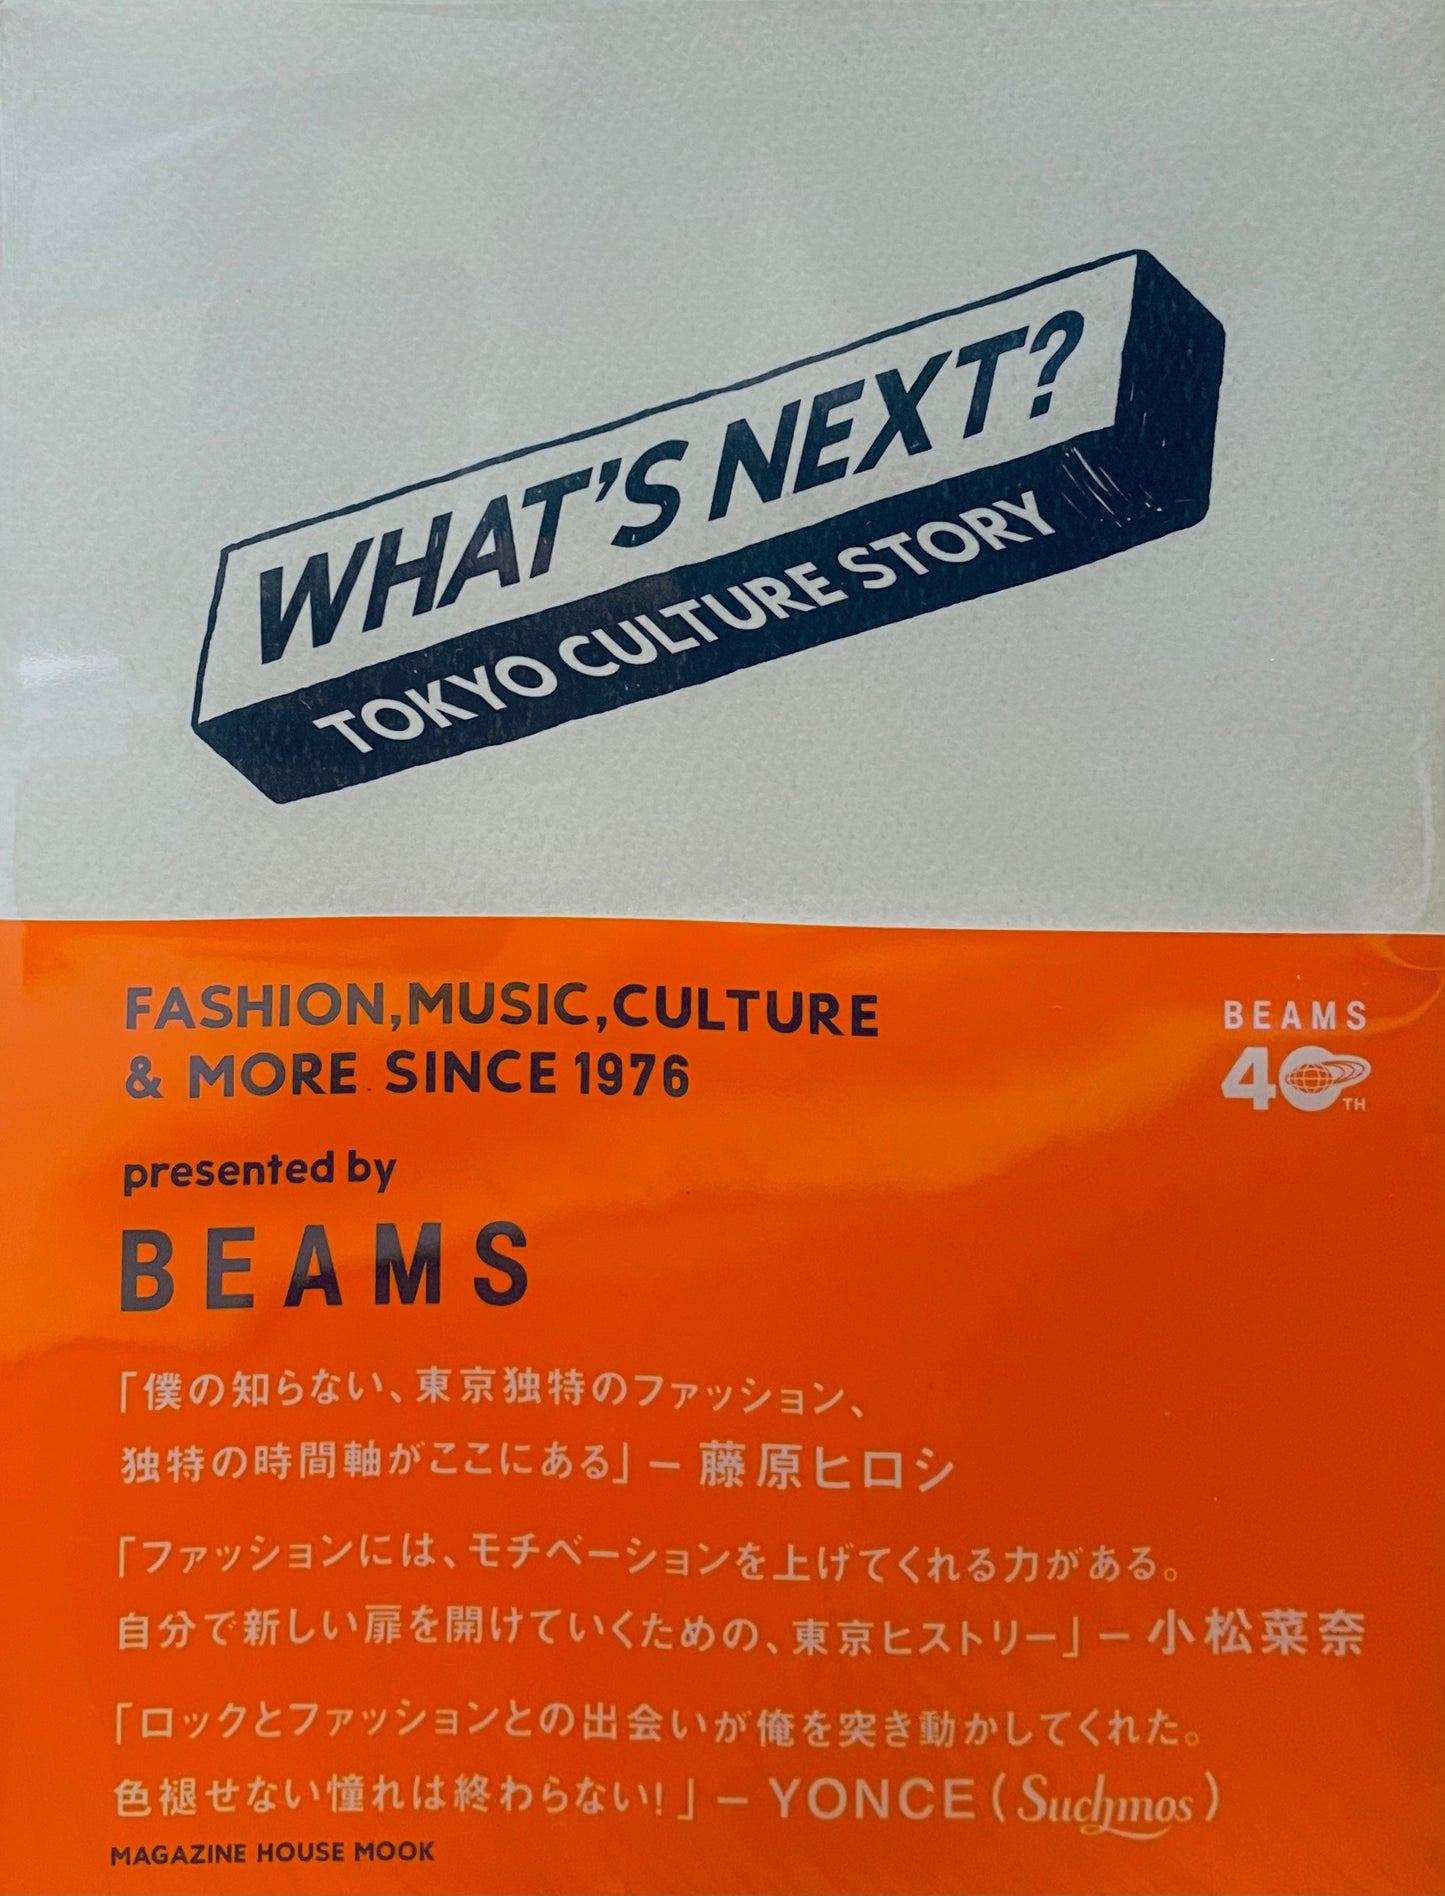 WHAT'S NEXT?
TOKYO CULTURE STORY
FASHION,MUSIC,CULTURE
& MORE SINCE 1976
BEAMS
40TH
presented by
BEAMS
「僕の知らない、東京独特のファッション、
独特の時間軸がここにある」– 藤原ヒロシ
「ファッションには、モチベーションを上げてくれる力がある。
自分で新しい扉を開けていくための、東京ヒストリー」– 小松菜奈
「ロックとファッションとの出会いが俺を突き動かしてくれた。
色褪せない憧れは終わらない!」– YONCE(Suchmos)
MAGAZINE HOUSE MOOK